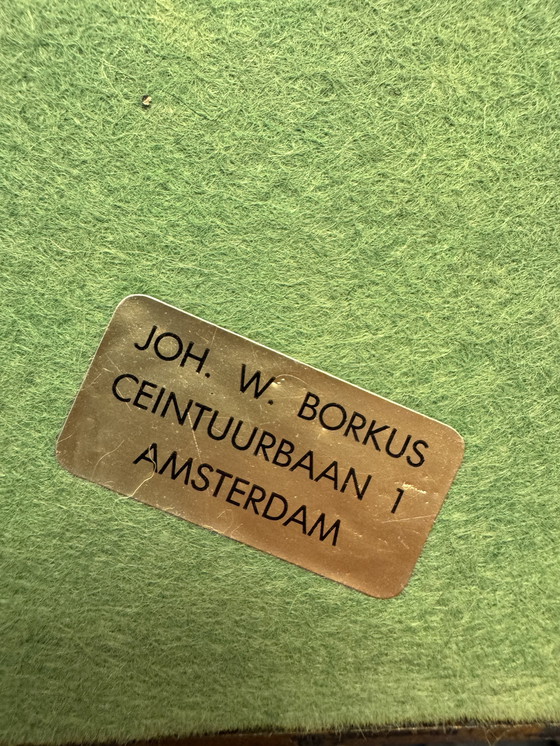 JOH. W. BORKUS
CEINTUURBAAN 1
AMSTERDAM